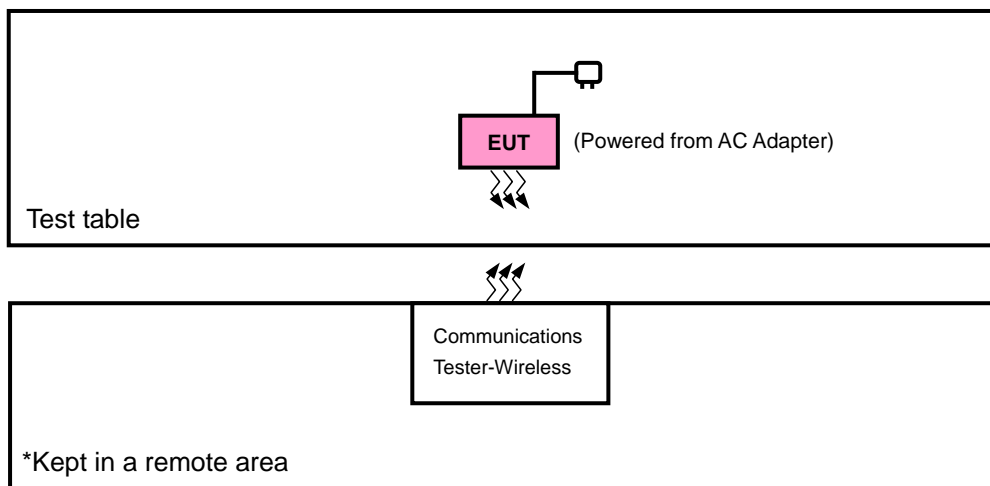 EUT
(Powered from AC Adapter)
Test table
Communications
Tester-Wireless
*Kept in a remote area